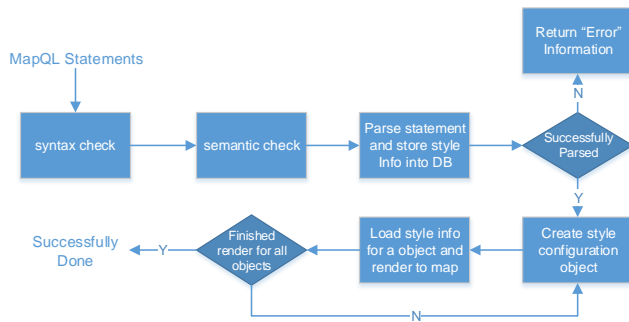 Return “Error”
Information
MapQL Statements
N
syntax check
semantic check
Parse statement
and store style
Info into DB
Successfully
Parsed
Y
Successfully
Done
Y
Finished
render for all
objects
Load style info
for a object and
render to map
Create style
configuration
object
N